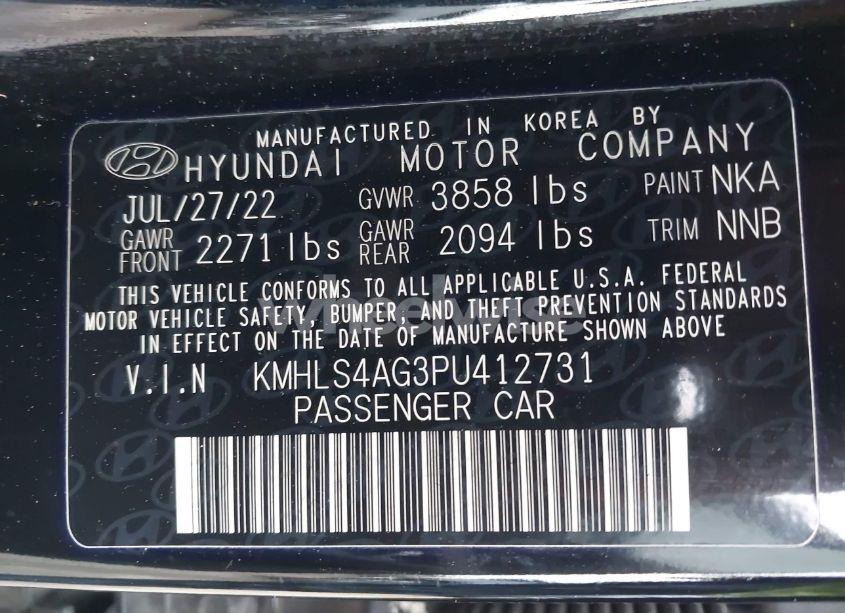 MANUFACTURED IN KOREA BY
HYUNDAI MOTOR COMPANY
JUL/27/22 GVWR 3858 lbs PAINT NKA
GAWR FRONT 2271 lbs GAWR REAR 2094 lbs TRIM NNB
THIS VEHICLE CONFORMS TO ALL APPLICABLE U.S.A. FEDERAL
MOTOR VEHICLE SAFETY, BUMPER, AND THEFT PREVENTION STANDARDS
IN EFFECT ON THE DATE OF MANUFACTURE SHOWN ABOVE
V.I.N KMHLS4AG3PU412731
PASSENGER CAR